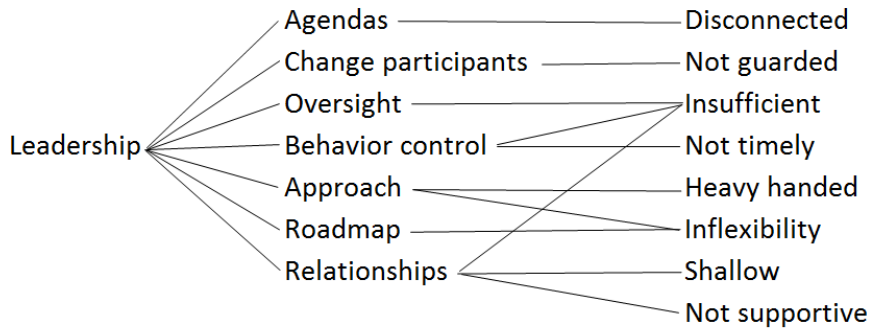 Agendas Disconnected
Change participants Not guarded
Oversight Insufficient
Leadership Behavior control Not timely
Approach Heavy handed
Roadmap Inflexibility
Relationships Shallow
Not supportive